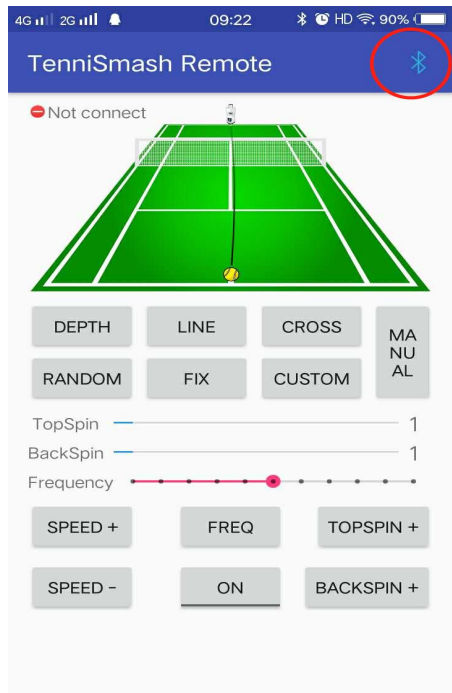 4G 2G 09:22 HD 90%
TenniSmash Remote
Not connect
DEPTH LINE CROSS MA
NU
AL
RANDOM FIX CUSTOM
TopSpin 1
BackSpin 1
Frequency
SPEED + FREQ TOPSPIN +
SPEED - ON BACKSPIN +